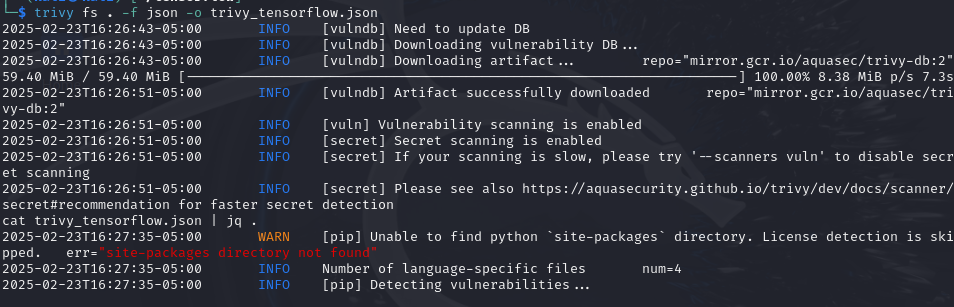 └─$ trivy fs . -f json -o trivy_tensorflow.json
2025-02-23T16:26:43-05:00 INFO [vulndb] Need to update DB
2025-02-23T16:26:43-05:00 INFO [vulndb] Downloading vulnerability DB...
2025-02-23T16:26:43-05:00 INFO [vulndb] Downloading artifact... repo="mirror.gcr.io/aquasec/trivy-db:2"
59.40 MiB / 59.40 MiB [———————————————————] 100.00% 8.38 MiB p/s 7.3s
2025-02-23T16:26:51-05:00 INFO [vulndb] Artifact successfully downloaded repo="mirror.gcr.io/aquasec/tri
vy-db:2"
2025-02-23T16:26:51-05:00 INFO [vuln] Vulnerability scanning is enabled
2025-02-23T16:26:51-05:00 INFO [secret] Secret scanning is enabled
2025-02-23T16:26:51-05:00 INFO [secret] If your scanning is slow, please try '--scanners vuln' to disable secr
et scanning
2025-02-23T16:26:51-05:00 INFO [secret] Please see also https://aquasecurity.github.io/trivy/dev/docs/scanner/
secret#recommendation for faster secret detection
cat trivy_tensorflow.json | jq .
2025-02-23T16:27:35-05:00 WARN [pip] Unable to find python `site-packages` directory. License detection is ski
pped. err="site-packages directory not found"
2025-02-23T16:27:35-05:00 INFO Number of language-specific files num=4
2025-02-23T16:27:35-05:00 INFO [pip] Detecting vulnerabilities...